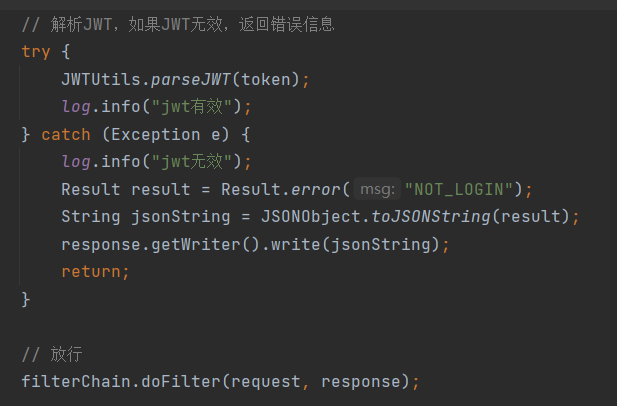 // 解析JWT，如果JWT无效，返回错误信息
try {
JWTUtils.parseJWT(token);
log.info("jwt有效");
} catch (Exception e) {
log.info("jwt无效");
Result result = Result.error( msg: "NOT_LOGIN");
String jsonString = JSONObject.toJSONString(result);
response.getWriter().write(jsonString);
return;
}
// 放行
filterChain.doFilter(request, response);